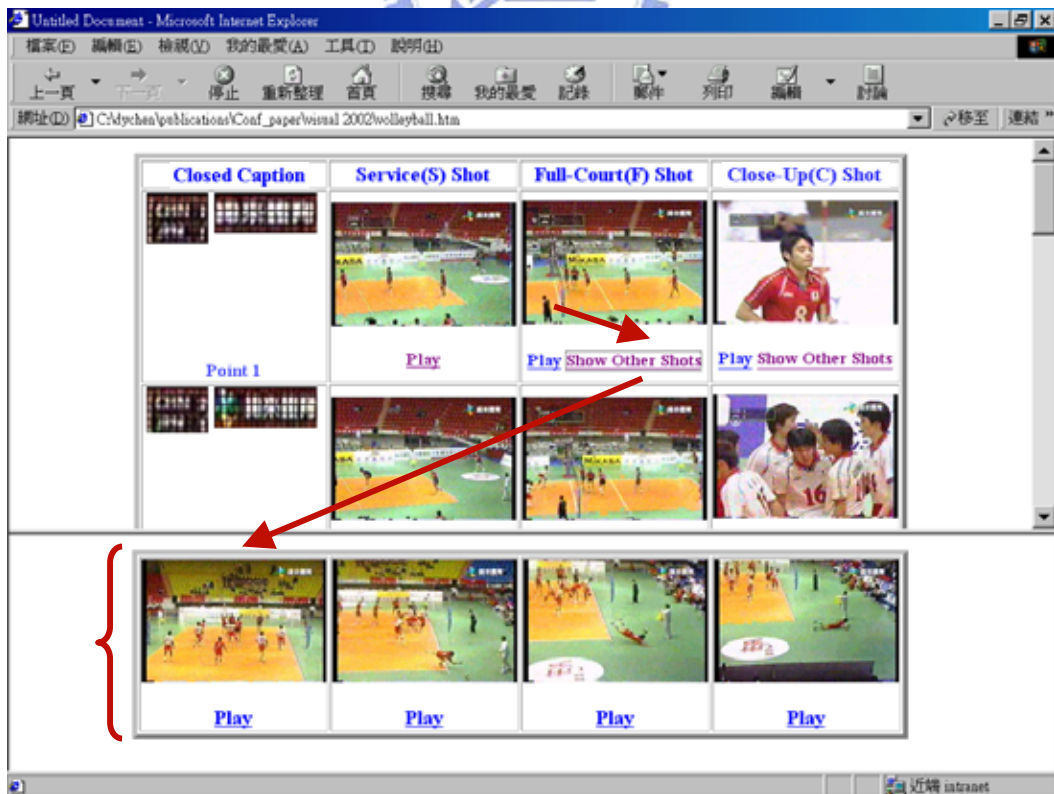 Untitled Document - Microsoft Internet Explorer
檔案(F) 編輯(E) 檢視(V) 我的最愛(A) 工具(T) 說明(H)
上一頁 下一頁 停止 重新整理 首頁 搜尋 我的最愛 記錄 郵件 列印 編輯 討論
網址(D) C:\dychen\publications\Conf_paper\visual 2002\volleyball.htm 移至 連結 »
Closed Caption Service(S) Shot Full-Court(F) Shot Close-Up(C) Shot
MIKASA
MIKASA
8
Point 1 Play Play Show Other Shots Play Show Other Shots
MIKASA
16
Play Play Play Play
近端 intranet